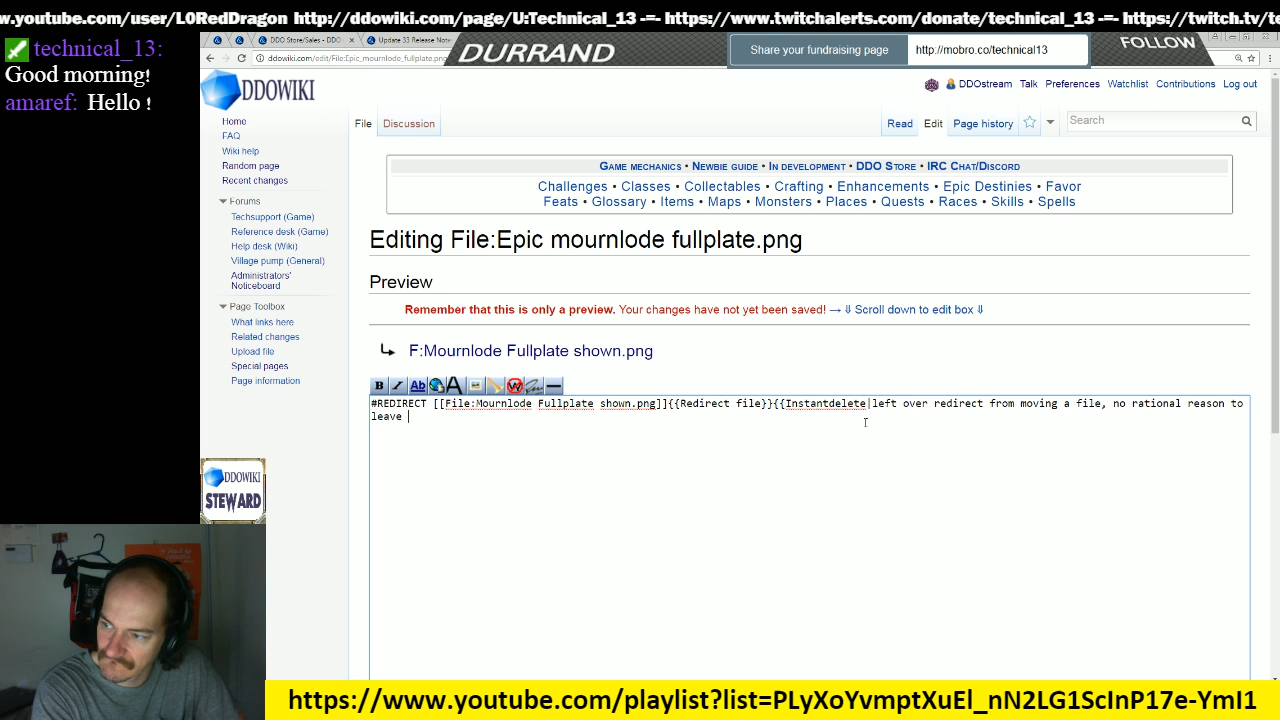 w.youtube.com/user/L0RedDragon http://ddowiki.com/page/U:Technical_13 -=- https://www.twitchalerts.com/donate/technical_13 -=- https://twitch.tv/te
technical_13:
Good morning!
amaref: Hello !
DDO Store/Sales - DDO
Update 33 Release Note
DURRAND
Share your fundraising page
http://mobro.co/technical13
FOLLOW
ddowiki.com/edit/File:Epic_mournlode_fullplate.png
DDOWIKI
DDOstream Talk Preferences Watchlist Contributions Log out
Home
FAQ
Wiki help
Random page
Recent changes
Forums
Techsupport (Game)
Reference desk (Game)
Help desk (Wiki)
Village pump (General)
Administrators'
Noticeboard
Page Toolbox
What links here
Related changes
Upload file
Special pages
Page information
DDOWIKI
STEWARD
File Discussion
Read Edit Page history
Search
Game mechanics • Newbie guide • In development • DDO Store • IRC Chat/Discord
Challenges • Classes • Collectables • Crafting • Enhancements • Epic Destinies • Favor
Feats • Glossary • Items • Maps • Monsters • Places • Quests • Races • Skills • Spells
Editing File:Epic mournlode fullplate.png
Preview
Remember that this is only a preview. Your changes have not yet been saved! → ⇓ Scroll down to edit box ⇓
F:Mournlode Fullplate shown.png
B I Ab A W
#REDIRECT [[File:Mournlode Fullplate shown.png]]{{Redirect file}}{{Instantdelete|left over redirect from moving a file, no rational reason to
leave
https://www.youtube.com/playlist?list=PLyXoYvmptXuEl_nN2LG1ScInP17e-YmI1